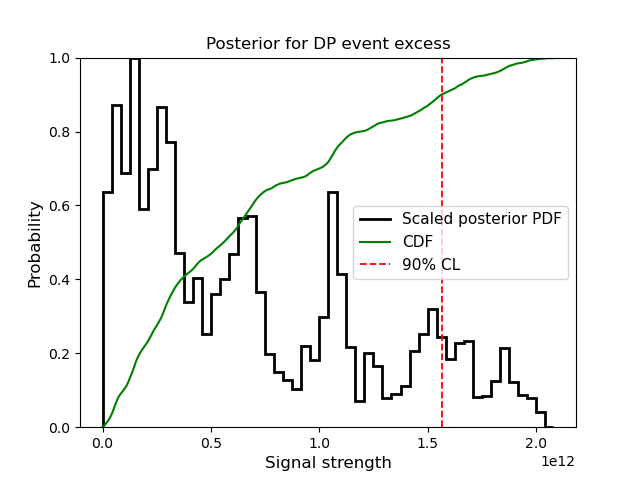 Posterior for DP event excess
Probability
1.0
0.8
0.6
0.4
0.2
0.0
Scaled posterior PDF
CDF
90% CL
0.0 0.5 1.0 1.5 2.0
1e12
Signal strength